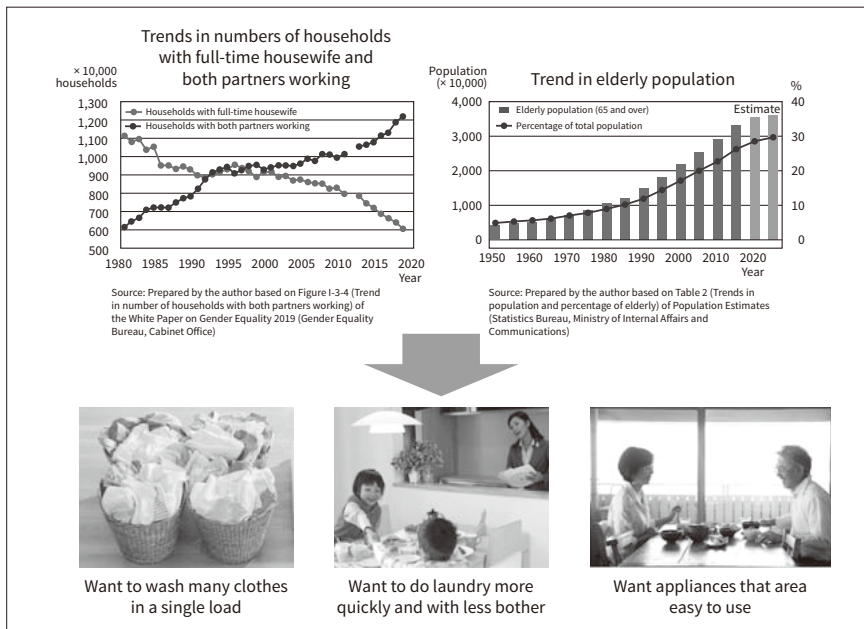 Trends in numbers of households
with full-time housewife and
both partners working
× 10,000
households
1,300
1,200
1,100
1,000
900
800
700
600
500
Households with full-time housewife
Households with both partners working
1980 1985 1990 1995 2000 2005 2010 2015 2020
Year
Source: Prepared by the author based on Figure I-3-4 (Trend
in number of households with both partners working) of
the White Paper on Gender Equality 2019 (Gender Equality
Bureau, Cabinet Office)
Trend in elderly population
Population
(× 10,000)
%
4,000
3,000
2,000
1,000
0
Elderly population (65 and over)
Percentage of total population
Estimate
40
30
20
10
0
1950 1960 1970 1980 1990 2000 2010 2020
Year
Source: Prepared by the author based on Table 2 (Trends in
population and percentage of elderly) of Population Estimates
(Statistics Bureau, Ministry of Internal Affairs and
Communications)
Want to wash many clothes
in a single load
Want to do laundry more
quickly and with less bother
Want appliances that area
easy to use